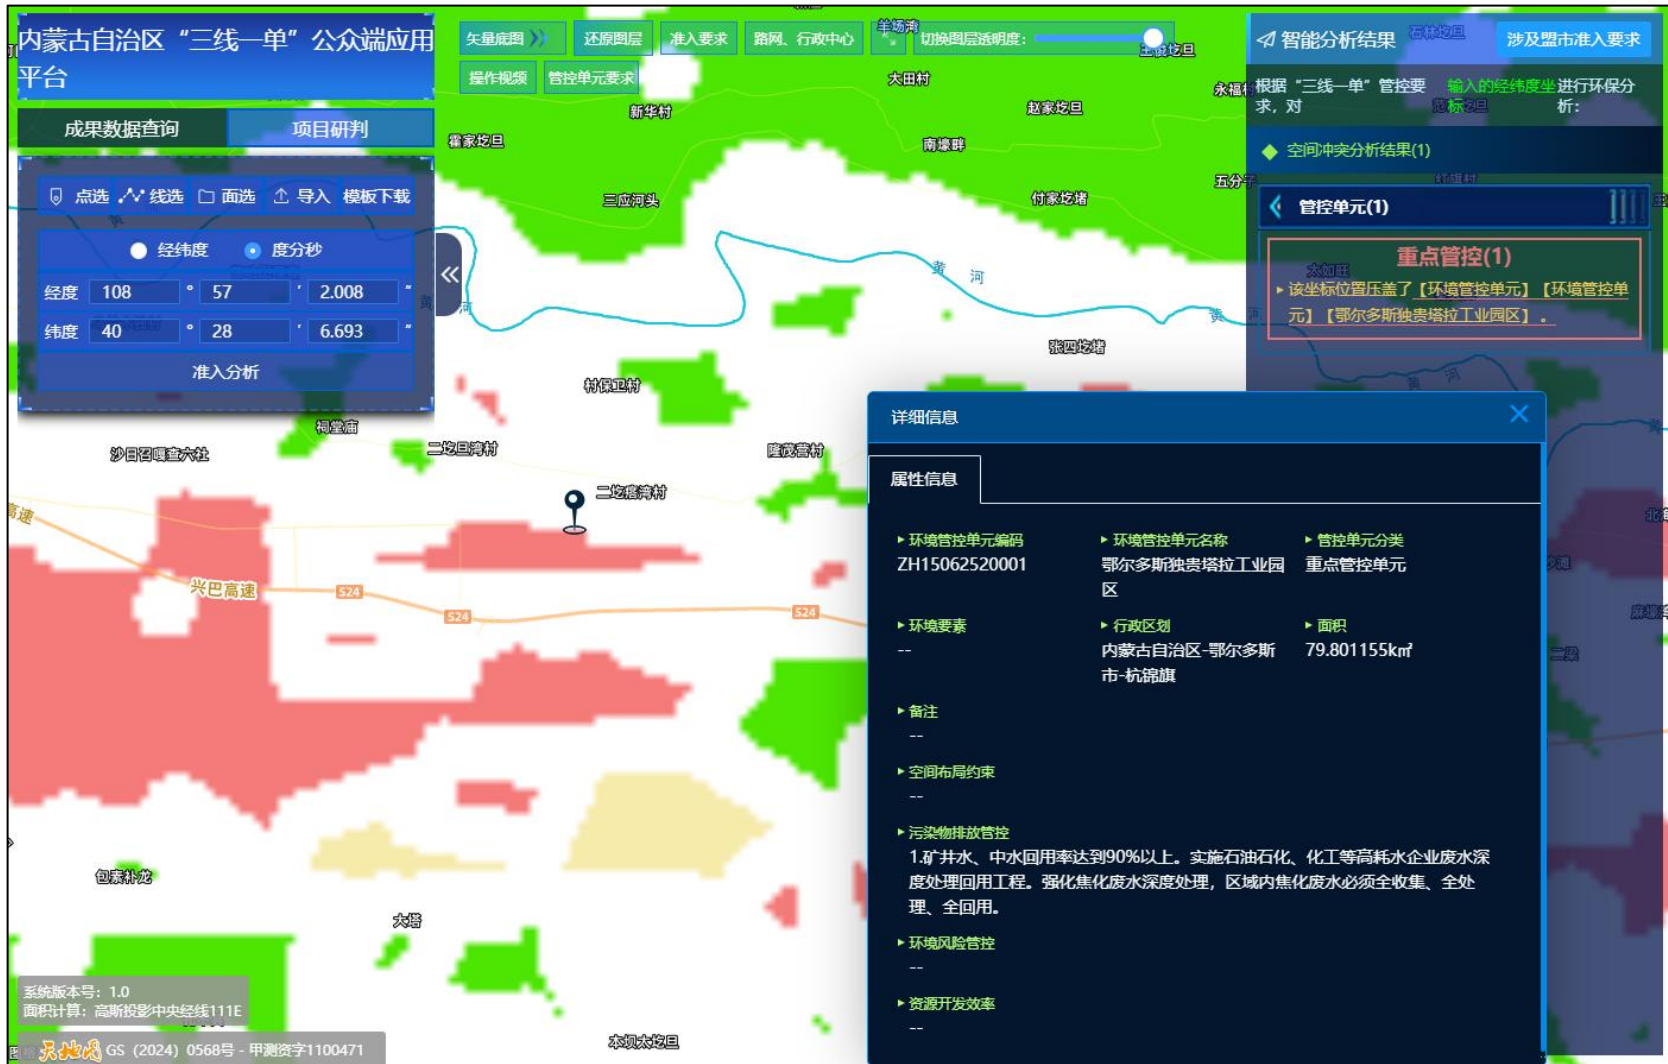 内蒙古自治区“三线一单”公众端应用
平台
成果数据查询
项目研判
点选
线选
面选
导入
模板下载
经纬度
度分秒
经度 108 ° 57 ′ 2.008 ″
纬度 40 ° 28 ′ 6.693 ″
准入分析
矢量底图
还原图层
准入要求
路网、行政中心
切换图层透明度：
操作视频
管控单元要求
羊场湾
大田村
新华村
赵家圪旦
霍家圪旦
南壕畔
三应河头
付家圪堵
五分子
黄
河
黄
河
黄
张四圪堵
村保卫村
祠堂庙
沙日召嘎查六社
二圪旦湾村
隆茂营村
二圪瘩湾村
高速
兴巴高速
S24
S24
S24
包素补龙
大塔
本坝太圪旦
智能分析结果
涉及盟市准入要求
根据“三线一单”管控要求，对
输入的经纬度坐标
进行环保分析：
空间冲突分析结果(1)
管控单元(1)
重点管控(1)
该坐标位置压盖了【环境管控单元】【环境管控单
元】【鄂尔多斯独贵塔拉工业园区】。
太如旺
黄
河
详细信息
属性信息
环境管控单元编码
ZH15062520001
环境管控单元名称
鄂尔多斯独贵塔拉工业园
区
管控单元分类
重点管控单元
环境要素
--
行政区划
内蒙古自治区-鄂尔多斯
市-杭锦旗
面积
79.801155k㎡
备注
--
空间布局约束
--
污染物排放管控
1.矿井水、中水回用率达到90%以上。实施石油石化、化工等高耗水企业废水深
度处理回用工程。强化焦化废水深度处理，区域内焦化废水必须全收集、全处
理、全回用。
环境风险管控
--
资源开发效率
--
二梁
系统版本号：1.0
面积计算：高斯投影中央经线111E
天地图 GS（2024）0568号 - 甲测资字1100471